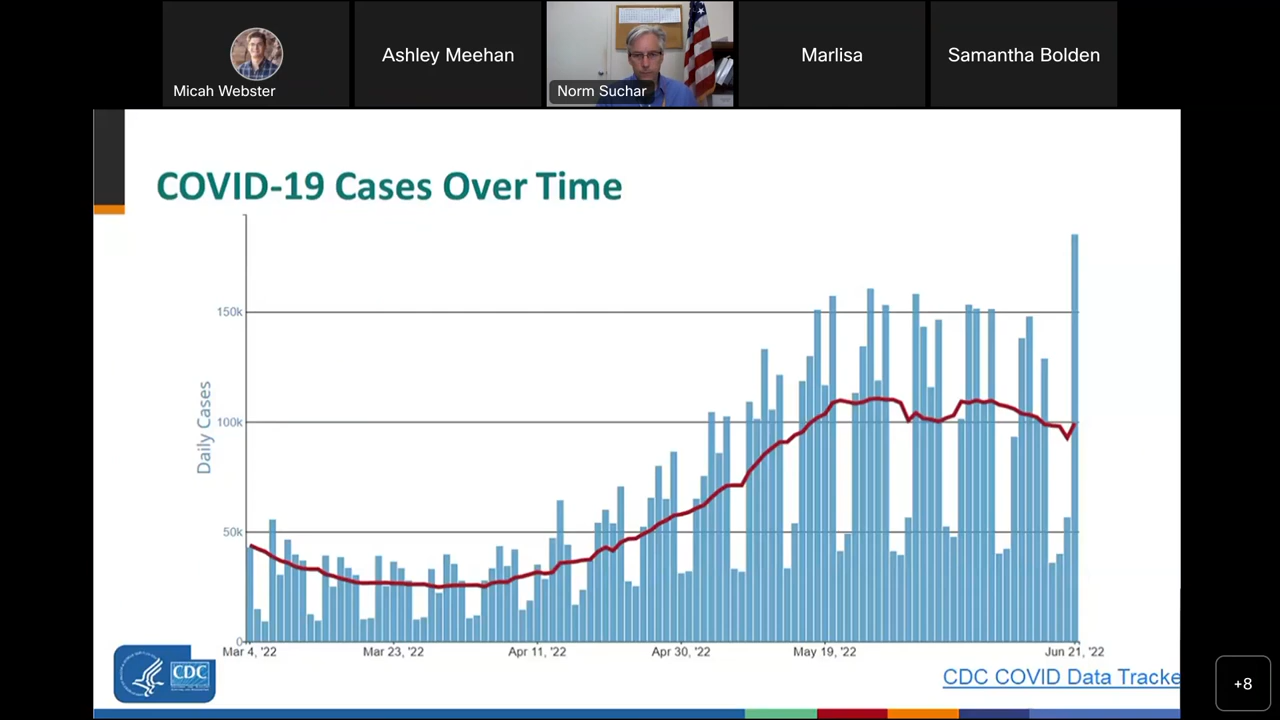 Micah Webster
Ashley Meehan
Norm Suchar
Marlisa
Samantha Bolden
COVID-19 Cases Over Time
Daily Cases
150k
100k
50k
0
Mar 4, '22
Mar 23, '22
Apr 11, '22
Apr 30, '22
May 19, '22
Jun 21, '22
CDC
CDC COVID Data Tracke
+8